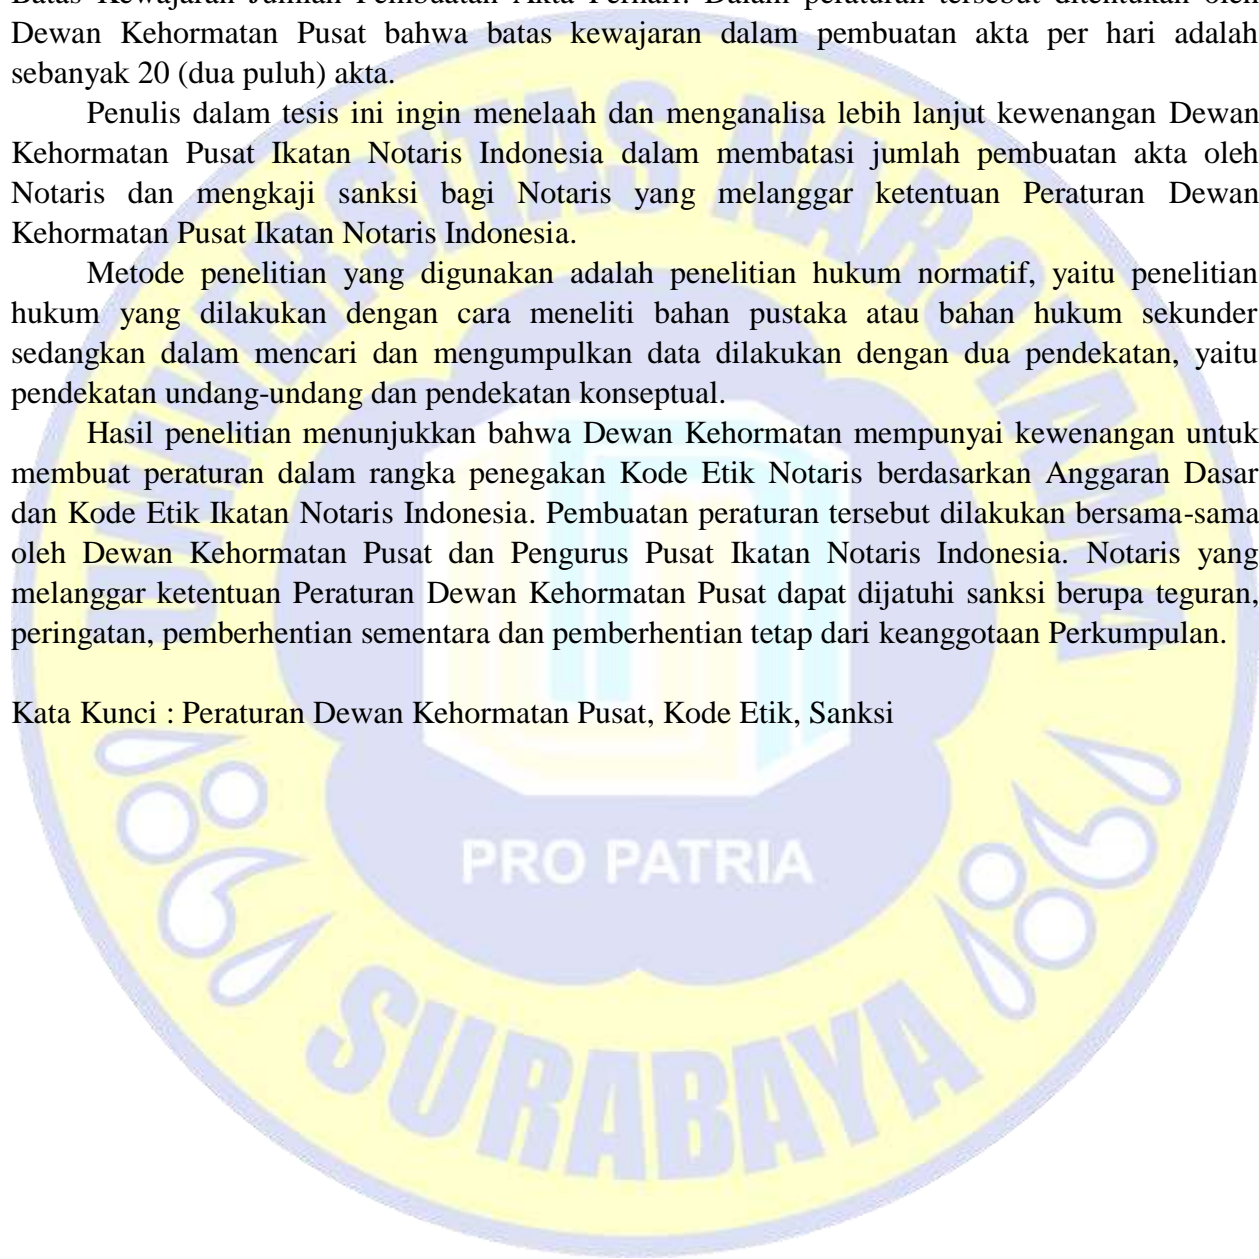 Batas Kewajaran Jumlah Pembuatan Akta Perhari. Dalam peraturan tersebut ditentukan oleh
Dewan Kehormatan Pusat bahwa batas kewajaran dalam pembuatan akta per hari adalah
sebanyak 20 (dua puluh) akta.
Penulis dalam tesis ini ingin menelaah dan menganalisa lebih lanjut kewenangan Dewan
Kehormatan Pusat Ikatan Notaris Indonesia dalam membatasi jumlah pembuatan akta oleh
Notaris dan mengkaji sanksi bagi Notaris yang melanggar ketentuan Peraturan Dewan
Kehormatan Pusat Ikatan Notaris Indonesia.
Metode penelitian yang digunakan adalah penelitian hukum normatif, yaitu penelitian
hukum yang dilakukan dengan cara meneliti bahan pustaka atau bahan hukum sekunder
sedangkan dalam mencari dan mengumpulkan data dilakukan dengan dua pendekatan, yaitu
pendekatan undang-undang dan pendekatan konseptual.
Hasil penelitian menunjukkan bahwa Dewan Kehormatan mempunyai kewenangan untuk
membuat peraturan dalam rangka penegakan Kode Etik Notaris berdasarkan Anggaran Dasar
dan Kode Etik Ikatan Notaris Indonesia. Pembuatan peraturan tersebut dilakukan bersama-sama
oleh Dewan Kehormatan Pusat dan Pengurus Pusat Ikatan Notaris Indonesia. Notaris yang
melanggar ketentuan Peraturan Dewan Kehormatan Pusat dapat dijatuhi sanksi berupa teguran,
peringatan, pemberhentian sementara dan pemberhentian tetap dari keanggotaan Perkumpulan.
Kata Kunci : Peraturan Dewan Kehormatan Pusat, Kode Etik, Sanksi
UNIVERSITAS NAROTAMA
PRO PATRIA
SURABAYA